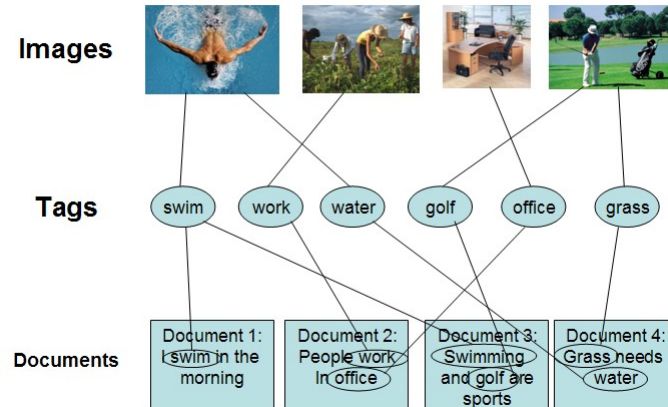 Images
Tags
swim
work
water
golf
office
grass
Documents
Document 1:
I swim in the
morning
Document 2:
People work
In office
Document 3:
Swimming
and golf are
sports
Document 4:
Grass needs
water